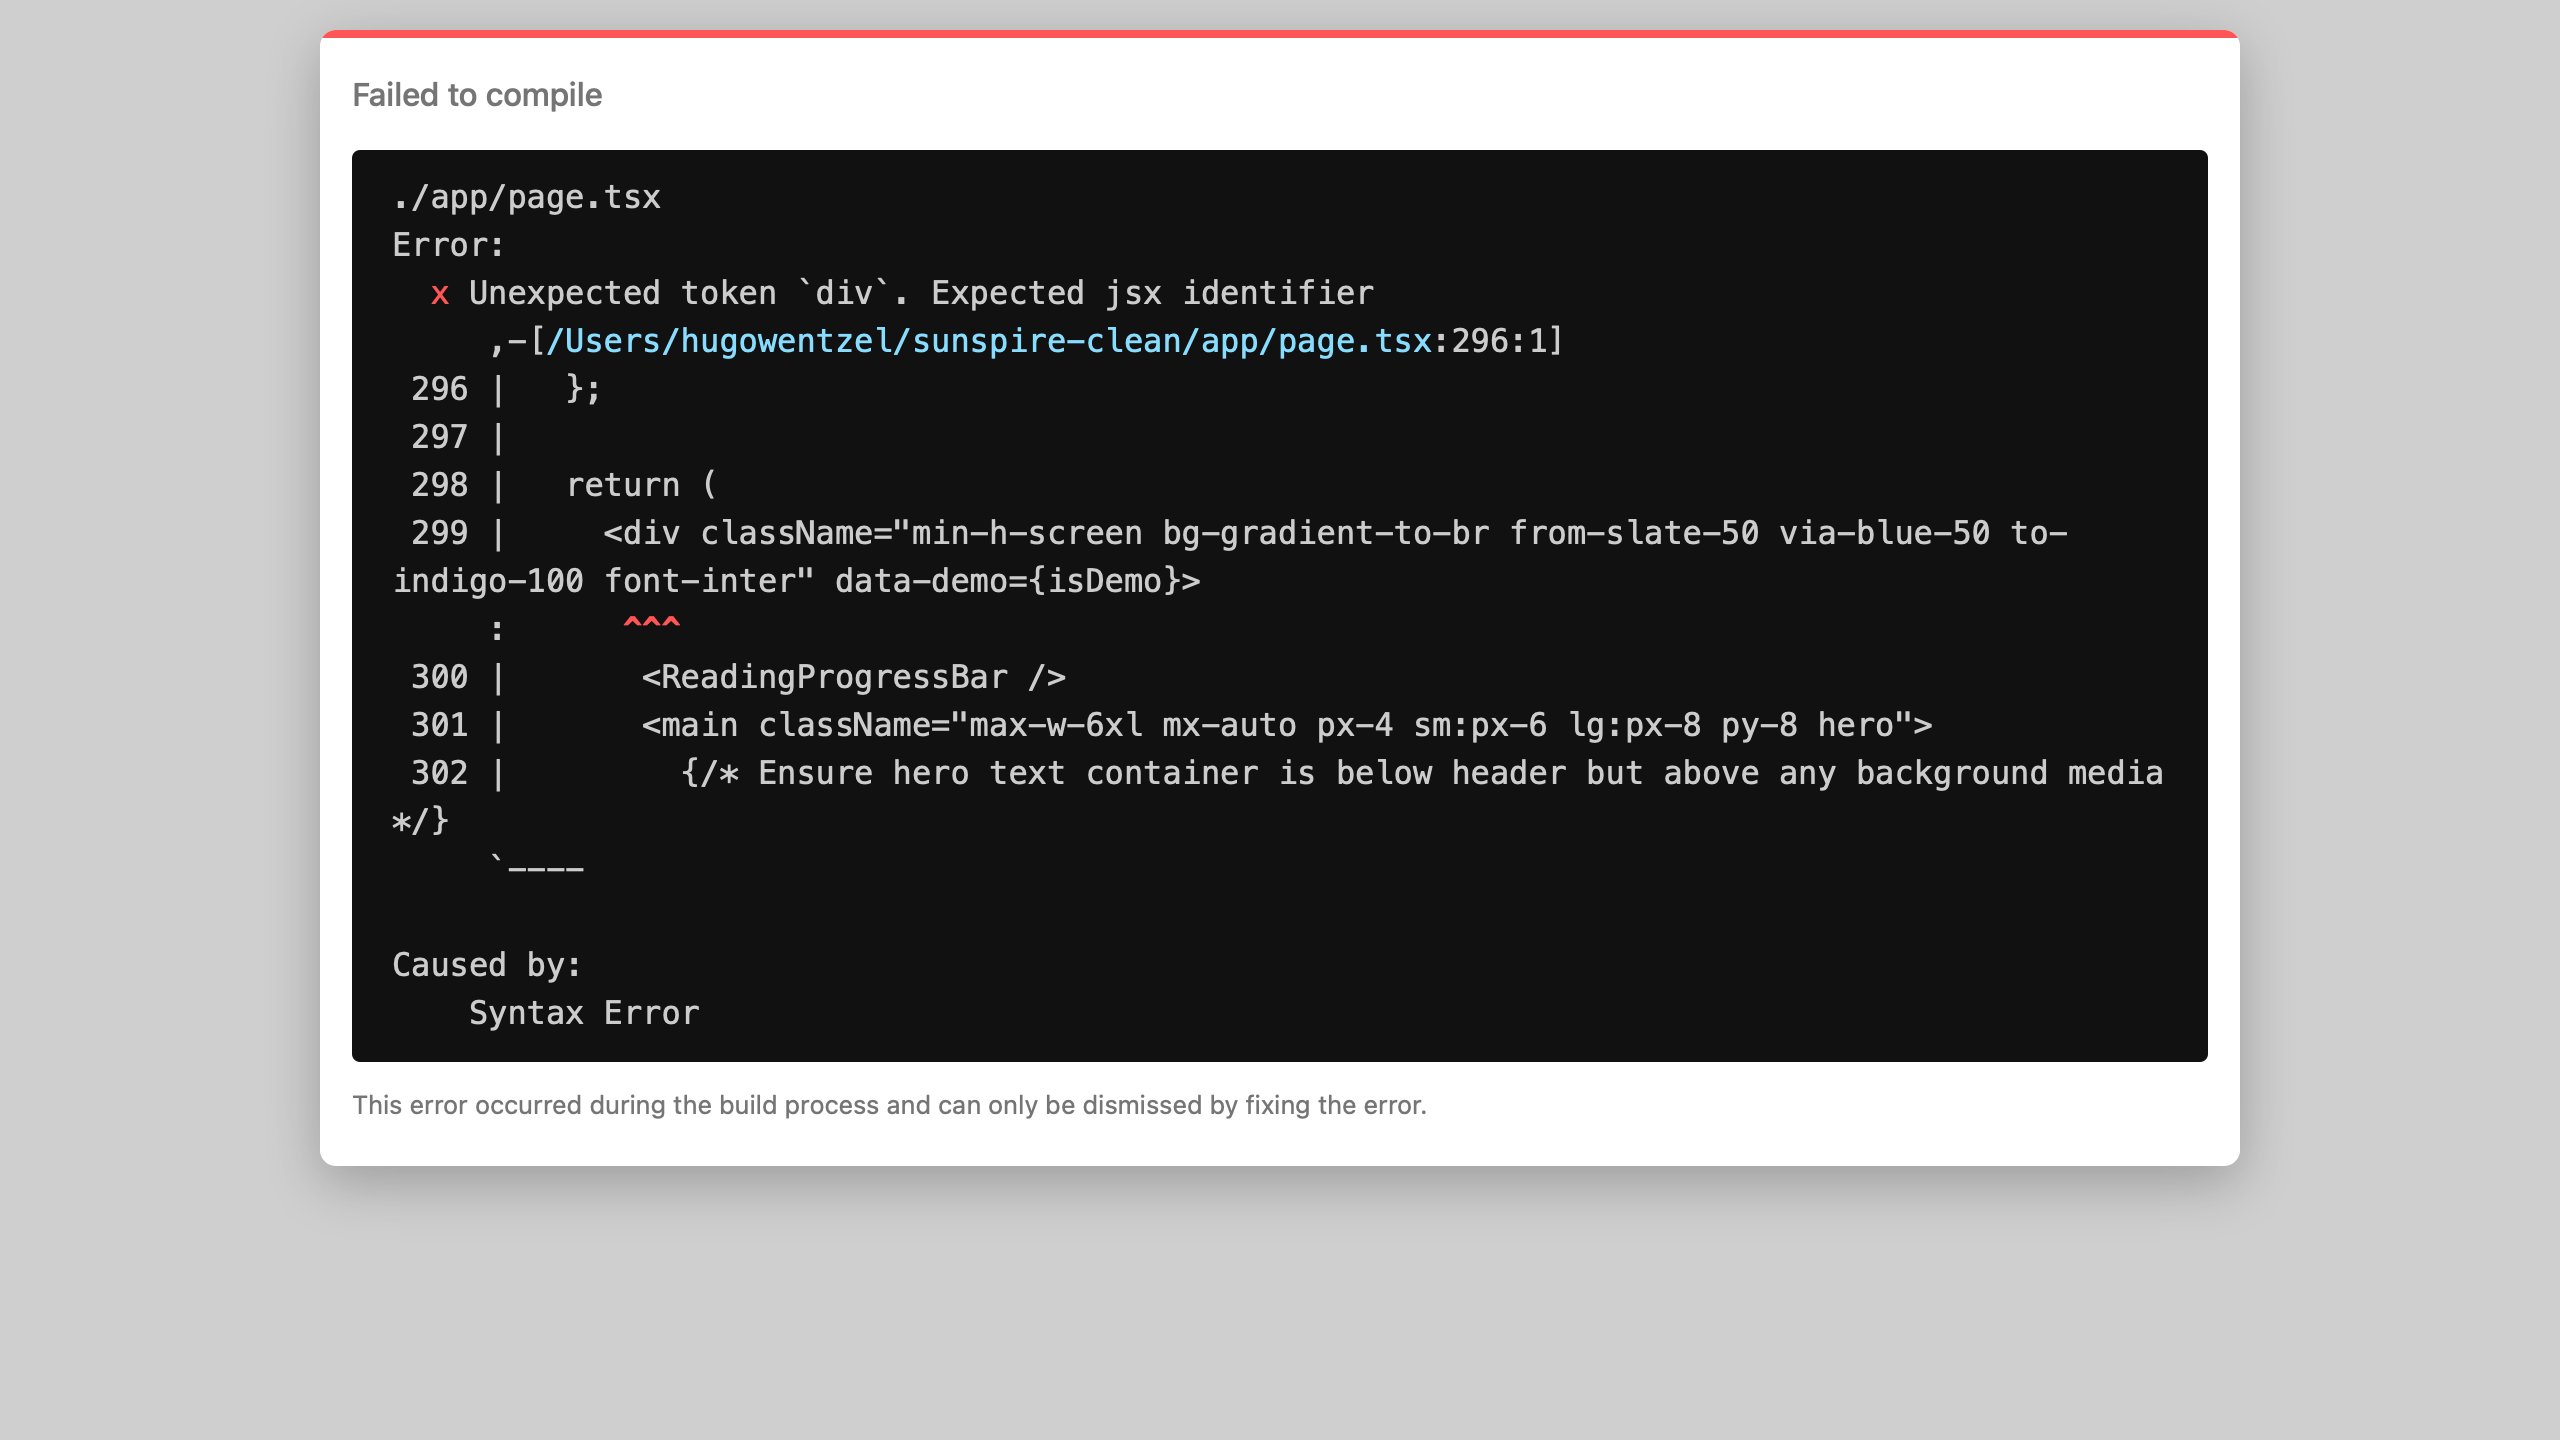 Failed to compile
./app/page.tsx
Error:
  x Unexpected token `div`. Expected jsx identifier
     ,-[/Users/hugowentzel/sunspire-clean/app/page.tsx:296:1]
 296 |   };
 297 |
 298 |   return (
 299 |     <div className="min-h-screen bg-gradient-to-br from-slate-50 via-blue-50 to-
indigo-100 font-inter" data-demo={isDemo}>
     :      ^^^
 300 |       <ReadingProgressBar />
 301 |       <main className="max-w-6xl mx-auto px-4 sm:px-6 lg:px-8 py-8 hero">
 302 |         {/* Ensure hero text container is below header but above any background media
*/}
     `----
Caused by:
    Syntax Error
This error occurred during the build process and can only be dismissed by fixing the error.